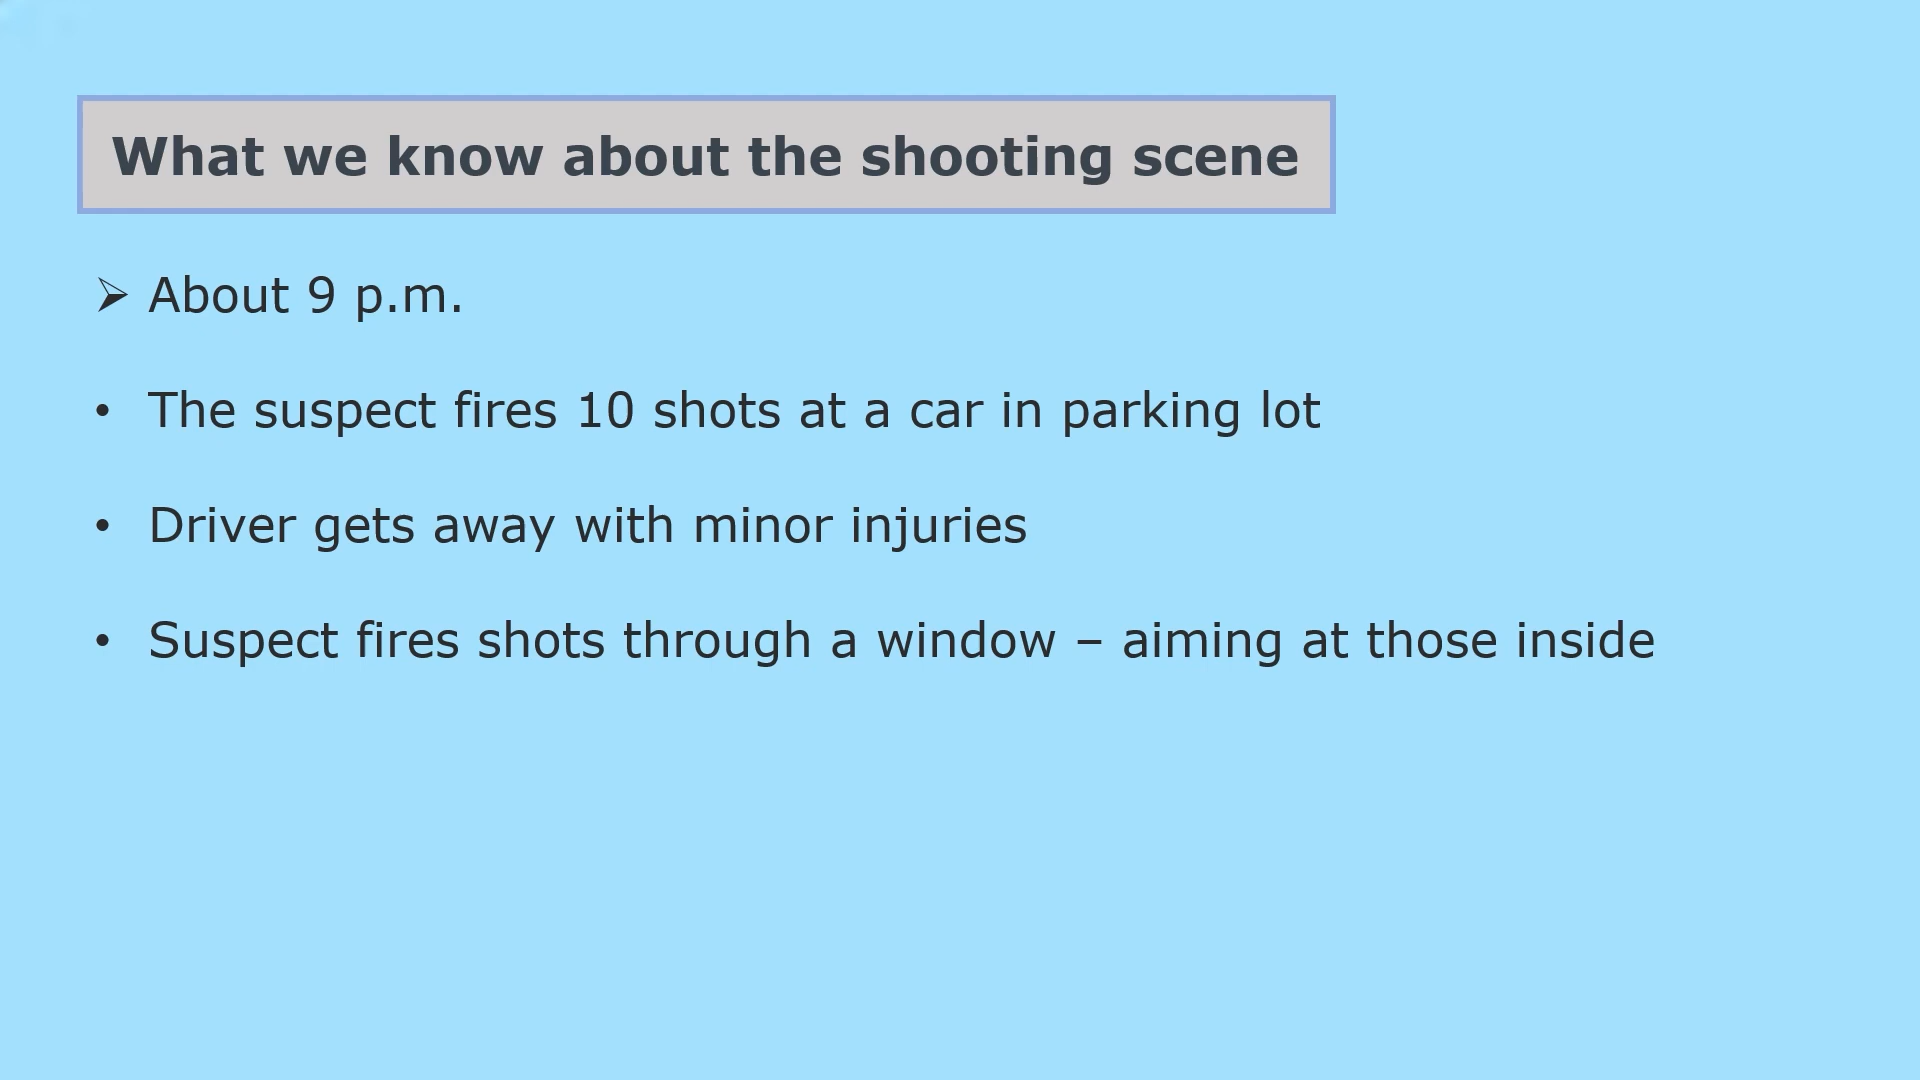 What we know about the shooting scene
➢ About 9 p.m.
• The suspect fires 10 shots at a car in parking lot
• Driver gets away with minor injuries
• Suspect fires shots through a window – aiming at those inside